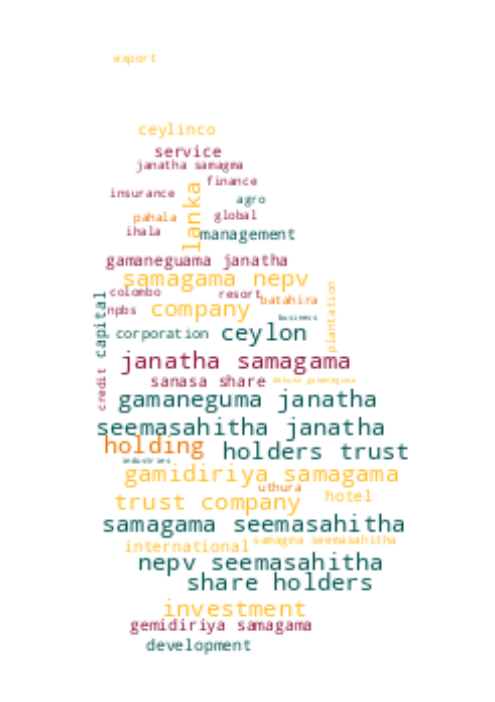 export
ceylinco
service
janatha samagma
finance
insurance
lanka
agro
pahala
global
ihala
management
gamaneguama janatha
samagama nepv
colombo
resort
batahira
plantation
capital
npbs
company
business
corporation
ceylon
janatha samagama
credit
sanasa share
dakuna gamaneguma
gamaneguma janatha
seemasahitha janatha
holding
holders trust
industries
gamidiriya samagama
uthura
hotel
trust company
samagama seemasahitha
international
samagma seemasahitha
nepv seemasahitha
share holders
investment
gemidiriya samagama
development